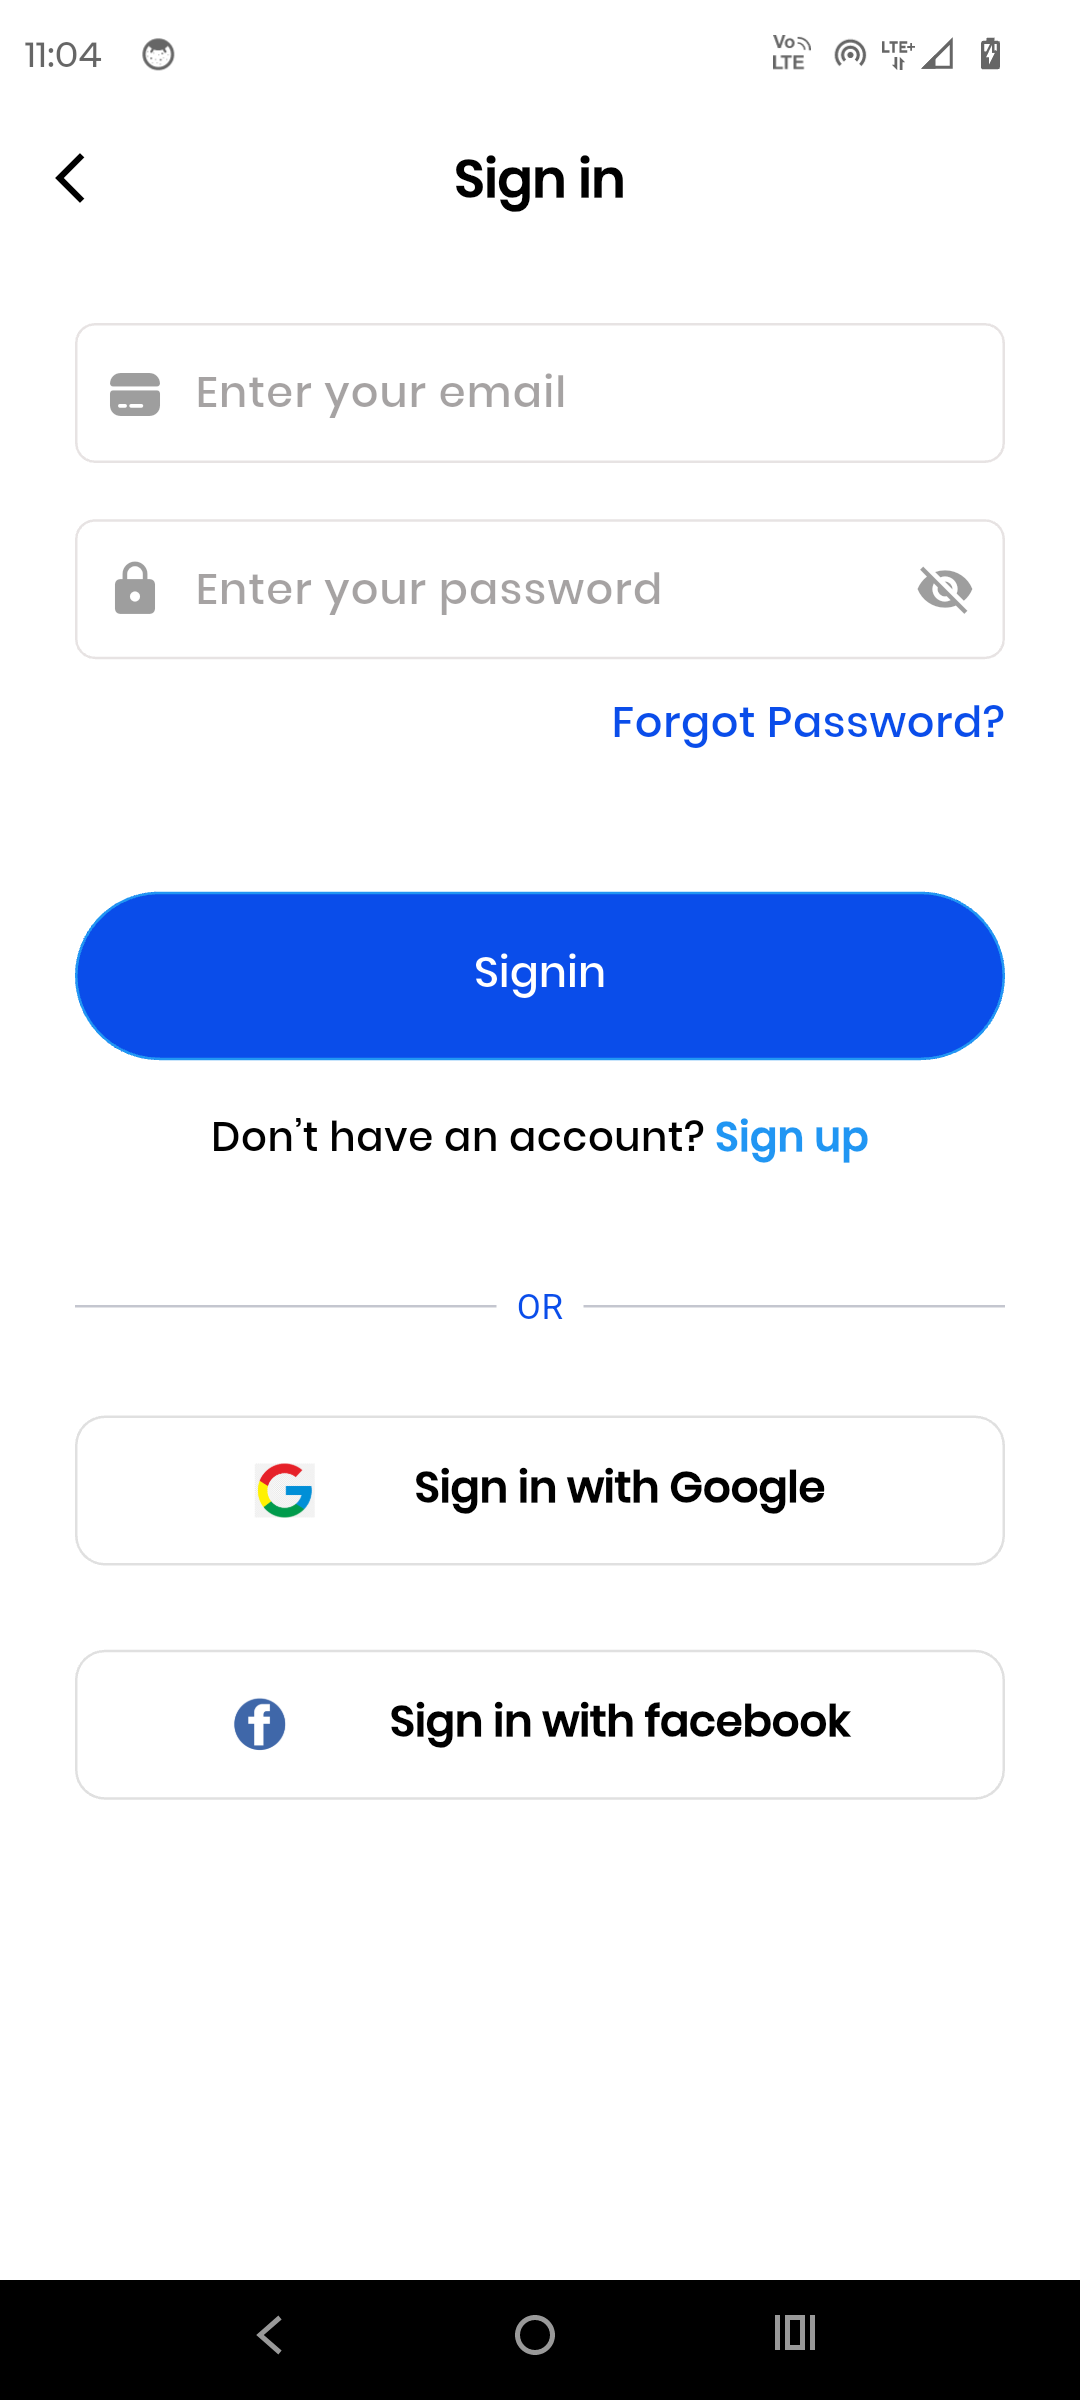 11:04
Vo
LTE
LTE+
Sign in
Enter your email
Enter your password
Forgot Password?
Signin
Don't have an account? Sign up
OR
Sign in with Google
Sign in with facebook